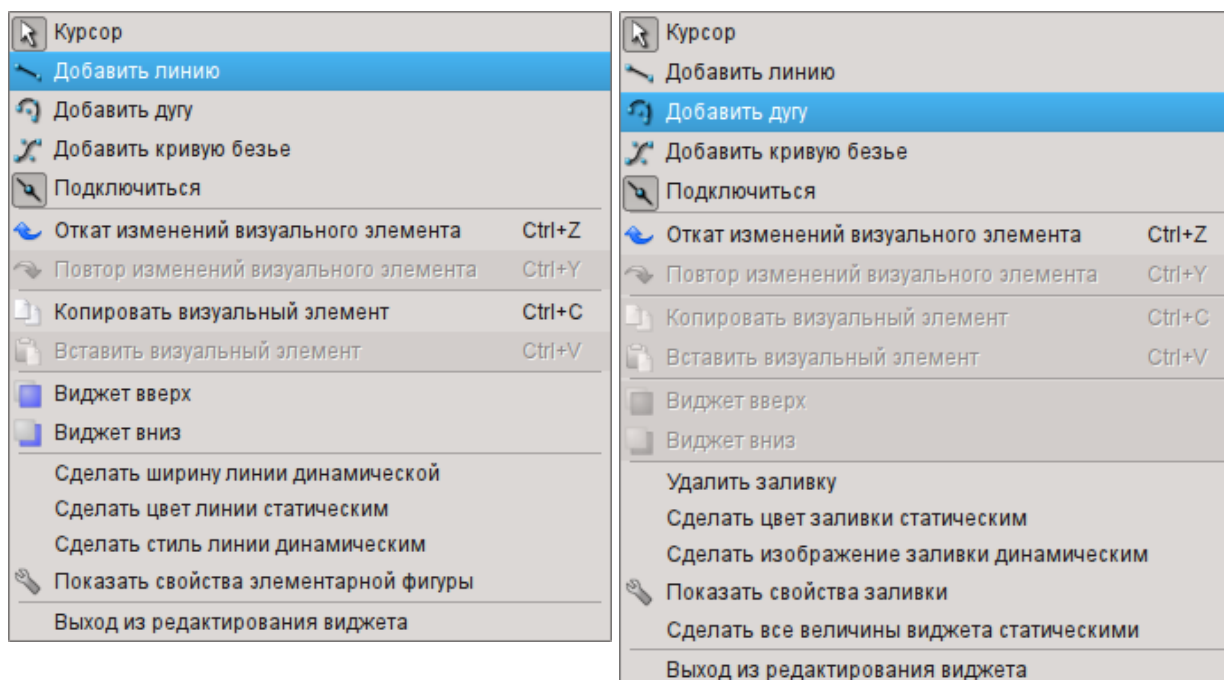 Курсор
Добавить линию
Добавить дугу
Добавить кривую безье
Подключиться
Откат изменений визуального элемента Ctrl+Z
Повтор изменений визуального элемента Ctrl+Y
Копировать визуальный элемент Ctrl+C
Вставить визуальный элемент Ctrl+V
Виджет вверх
Виджет вниз
Сделать ширину линии динамической
Сделать цвет линии статическим
Сделать стиль линии динамическим
Показать свойства элементарной фигуры
Выход из редактирования виджета
Курсор
Добавить линию
Добавить дугу
Добавить кривую безье
Подключиться
Откат изменений визуального элемента Ctrl+Z
Повтор изменений визуального элемента Ctrl+Y
Копировать визуальный элемент Ctrl+C
Вставить визуальный элемент Ctrl+V
Виджет вверх
Виджет вниз
Удалить заливку
Сделать цвет заливки статическим
Сделать изображение заливки динамическим
Показать свойства заливки
Сделать все величины виджета статическими
Выход из редактирования виджета